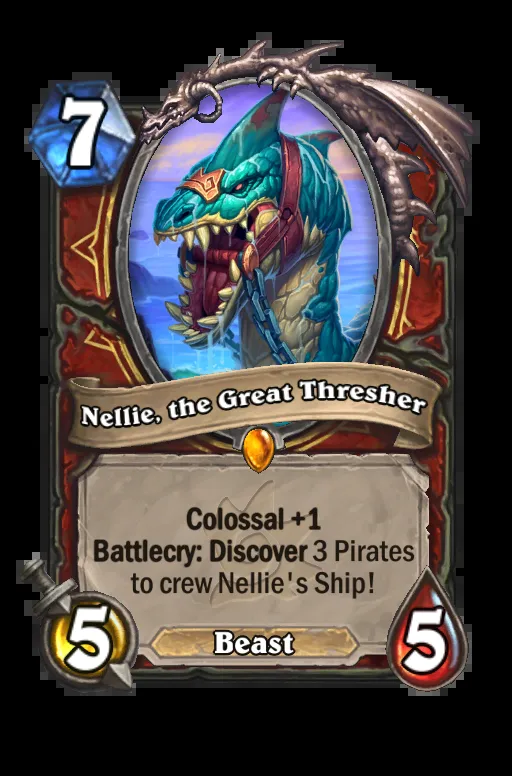 7
Nellie, the Great Thresher
Colossal +1
Battlecry: Discover 3 Pirates
to crew Nellie's Ship!
5
Beast
5